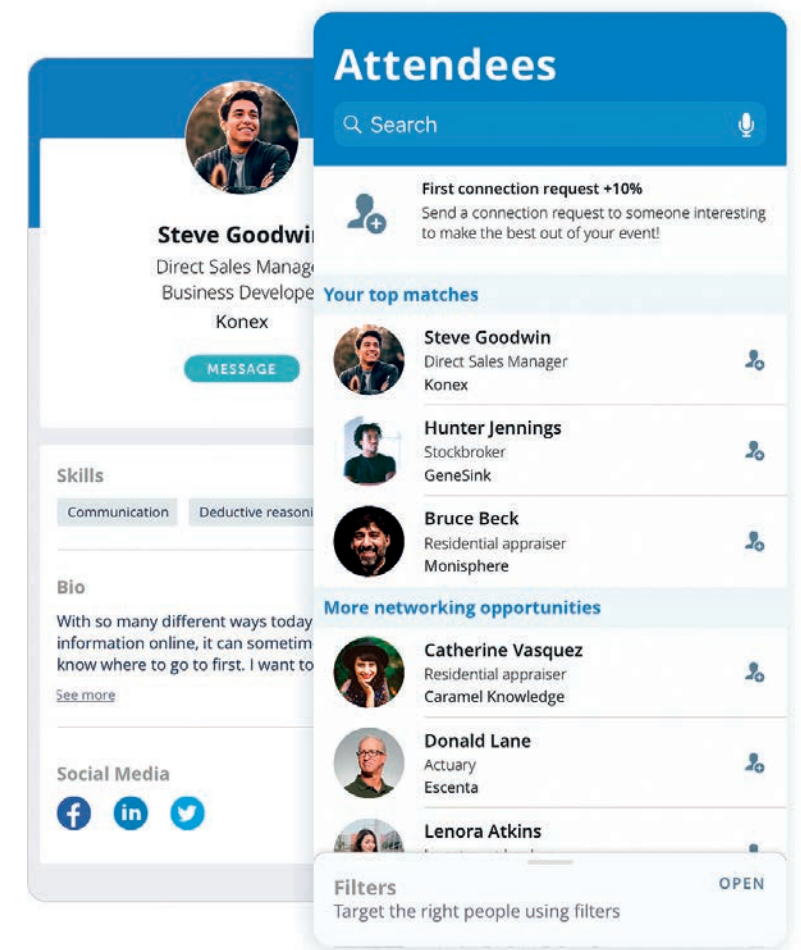 Steve Goodwi
Direct Sales Manag
Business Develope
Konex
MESSAGE
Skills
Communication
Deductive reasoni
Bio
With so many different ways today
information online, it can sometim
know where to go to first. I want to
See more
Social Media
Attendees
Search
First connection request +10%
Send a connection request to someone interesting
to make the best out of your event!
Your top matches
Steve Goodwin
Direct Sales Manager
Konex
Hunter Jennings
Stockbroker
GeneSink
Bruce Beck
Residential appraiser
Monisphere
More networking opportunities
Catherine Vasquez
Residential appraiser
Caramel Knowledge
Donald Lane
Actuary
Escenta
Lenora Atkins
Filters
OPEN
Target the right people using filters